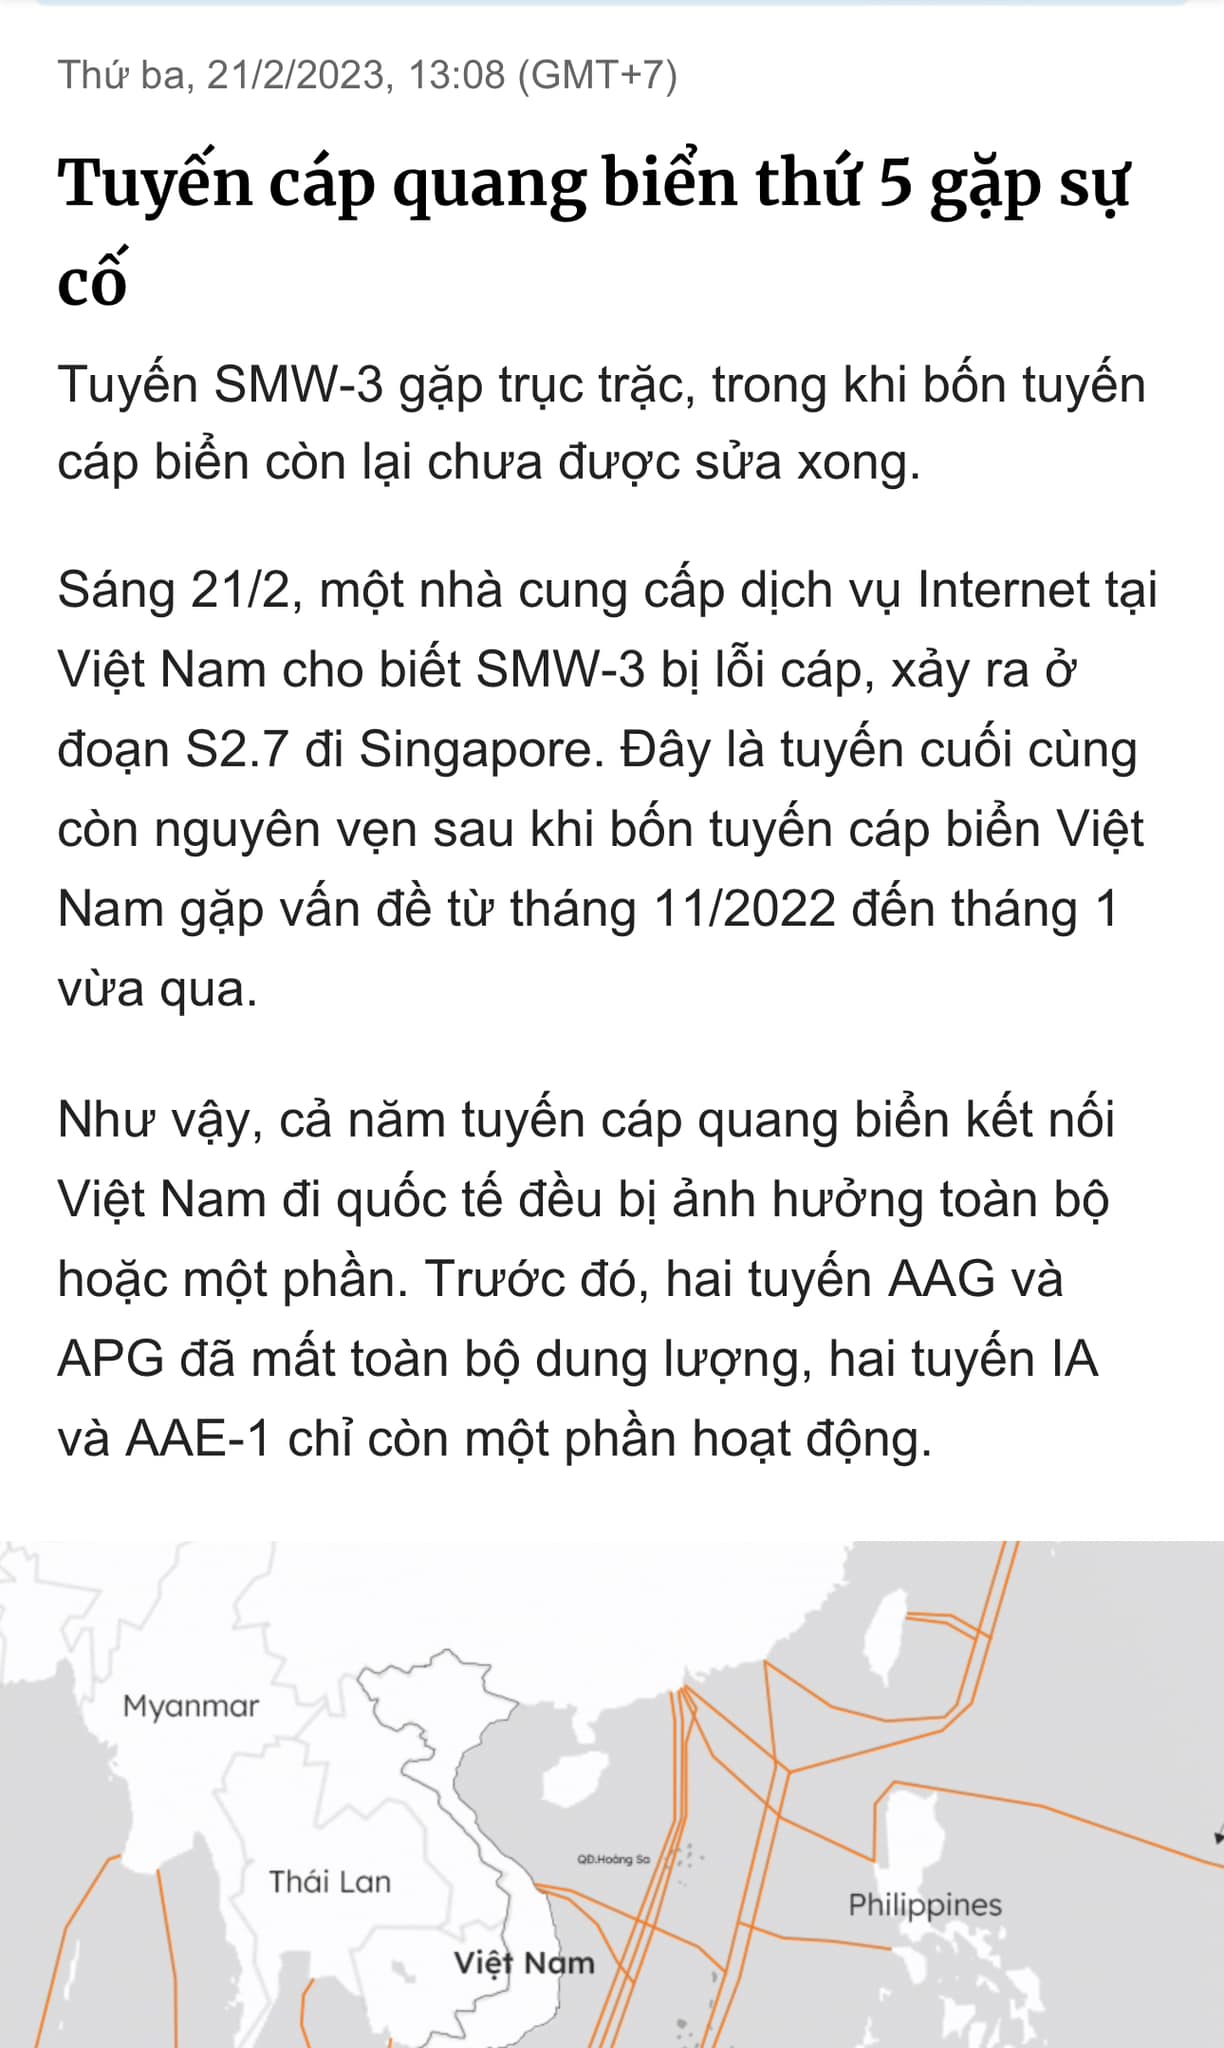 Thứ ba, 21/2/2023, 13:08 (GMT+7)
Tuyến cáp quang biển thứ 5 gặp sự
cố
Tuyến SMW-3 gặp trục trặc, trong khi bốn tuyến
cáp biển còn lại chưa được sửa xong.
Sáng 21/2, một nhà cung cấp dịch vụ Internet tại
Việt Nam cho biết SMW-3 bị lỗi cáp, xảy ra ở
đoạn S2.7 đi Singapore. Đây là tuyến cuối cùng
còn nguyên vẹn sau khi bốn tuyến cáp biển Việt
Nam gặp vấn đề từ tháng 11/2022 đến tháng 1
vừa qua.
Như vậy, cả năm tuyến cáp quang biển kết nối
Việt Nam đi quốc tế đều bị ảnh hưởng toàn bộ
hoặc một phần. Trước đó, hai tuyến AAG và
APG đã mất toàn bộ dung lượng, hai tuyến IA
và AAE-1 chỉ còn một phần hoạt động.
Myanmar
QĐ.Hoàng Sa
Thái Lan
Philippines
Việt Nam